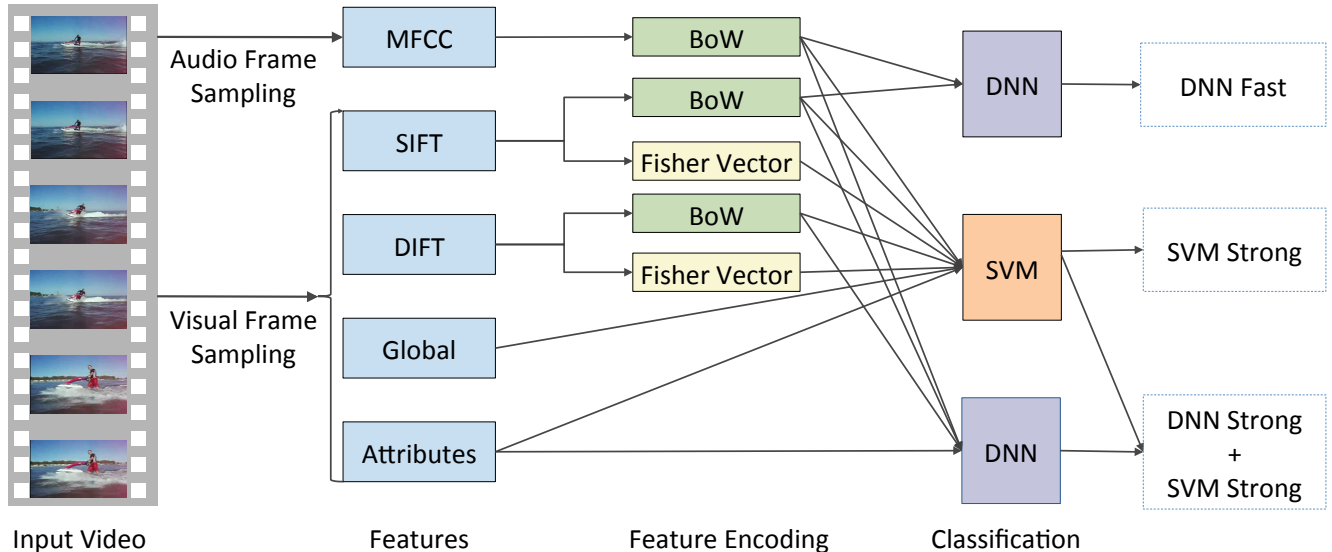 Audio Frame
Sampling
Visual Frame
Sampling
MFCC
SIFT
DIFT
Global
Attributes
BoW
BoW
Fisher Vector
BoW
Fisher Vector
DNN
SVM
DNN
DNN Fast
SVM Strong
DNN Strong
+
SVM Strong
Input Video
Features
Feature Encoding
Classification